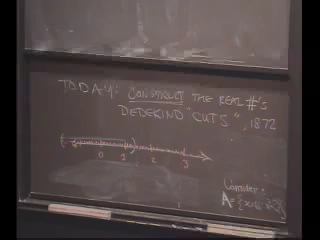 TODAY: CONSTRUCT THE REAL #'s
DEDEKIND "CUTS", 1872
0 1 2 3
Consider: